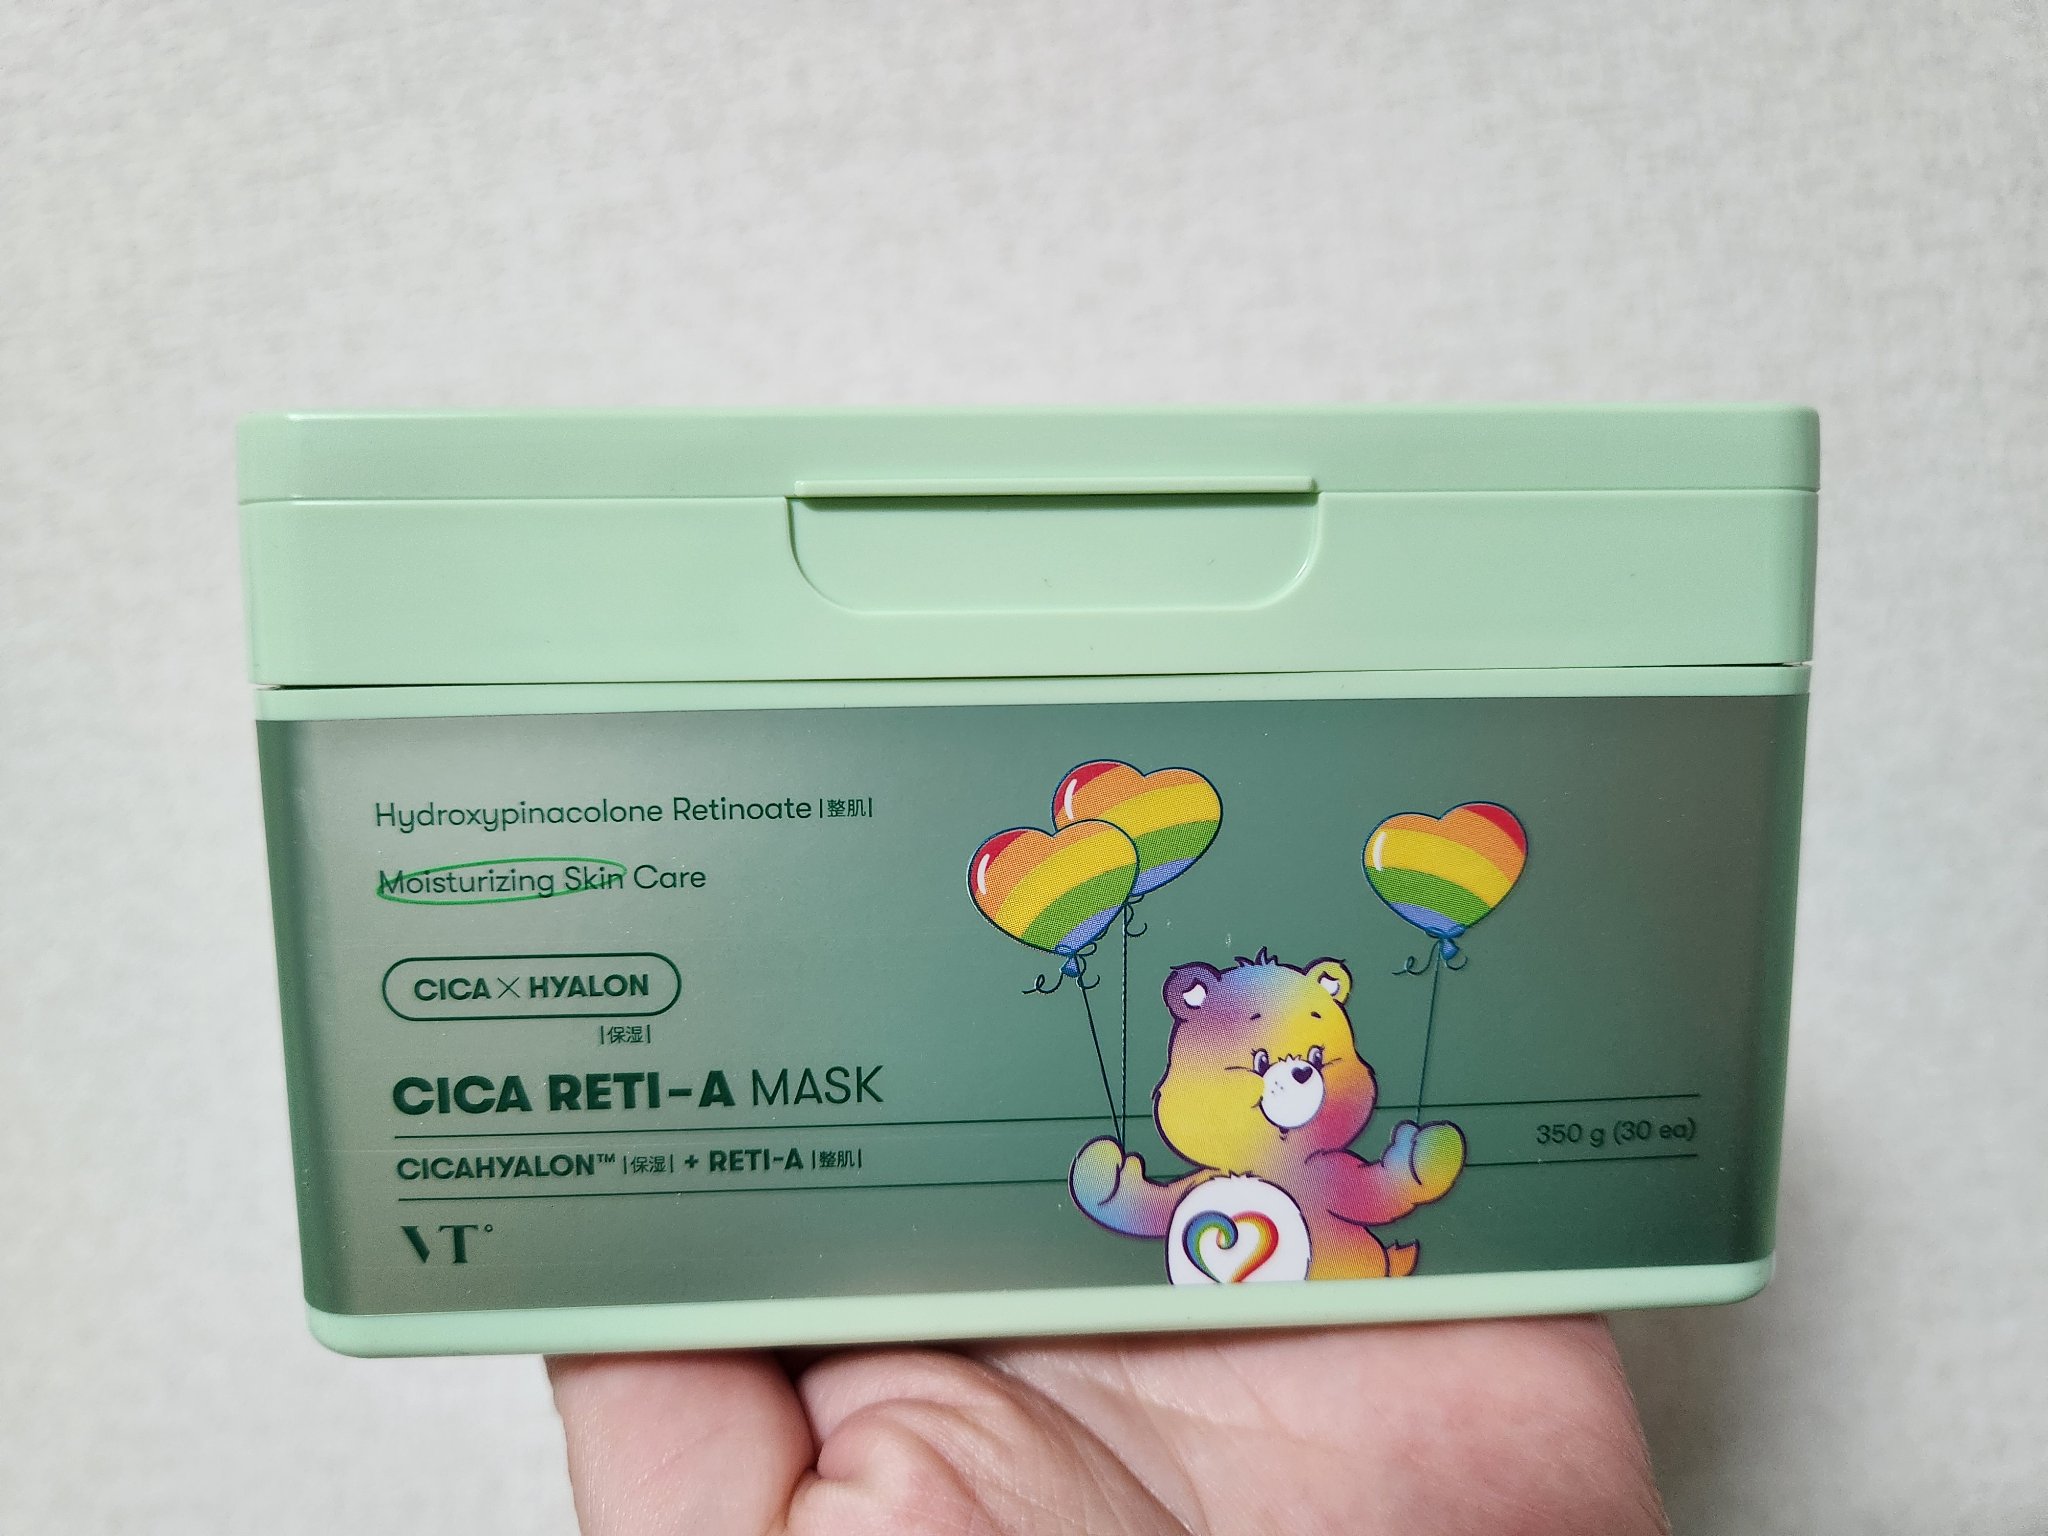 Hydroxypinacolone Retinoate |整肌|
Moisturizing Skin Care
CICA × HYALON
|保湿|
CICA RETI-A MASK
350 g (30 ea)
CICAHYALON™ |保湿| + RETI-A |整肌|
VT°